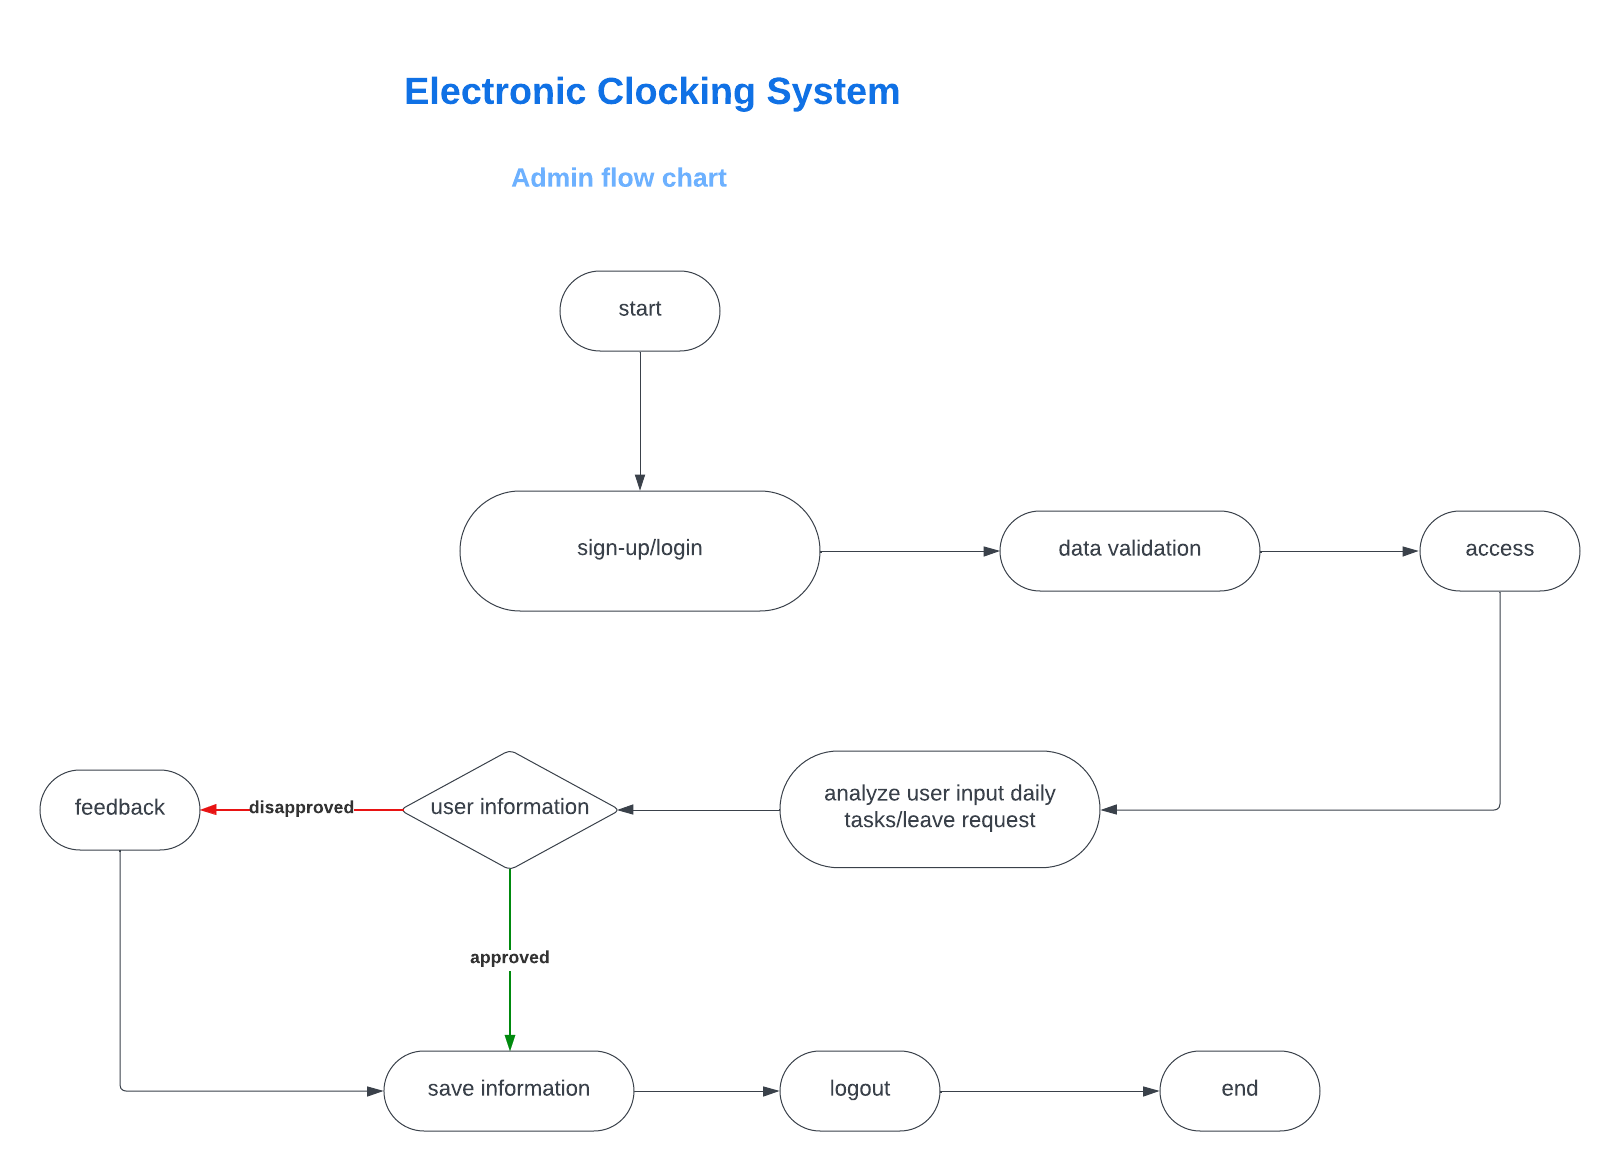 Electronic Clocking System
Admin flow chart
start
sign-up/login
data validation
access
feedback
disapproved
user information
analyze user input daily
tasks/leave request
approved
save information
logout
end